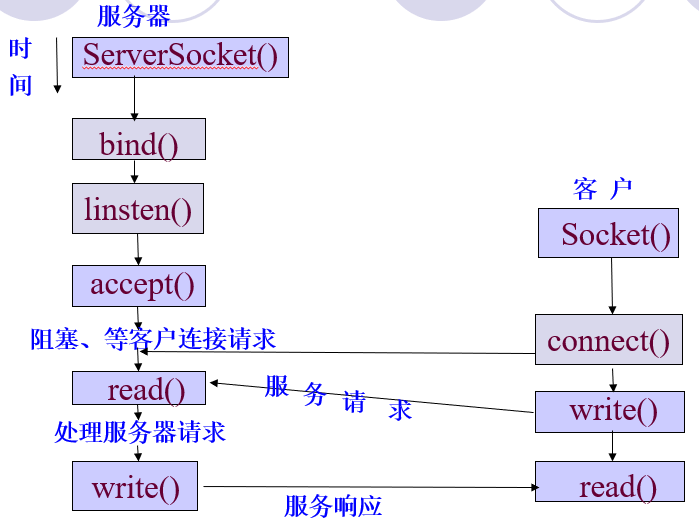 服务器
时
间
ServerSocket()
bind()
linsten()
accept()
阻塞、等客户连接请求
read()
处理服务器请求
write()
客 户
Socket()
connect()
write()
read()
服务请求
服务响应